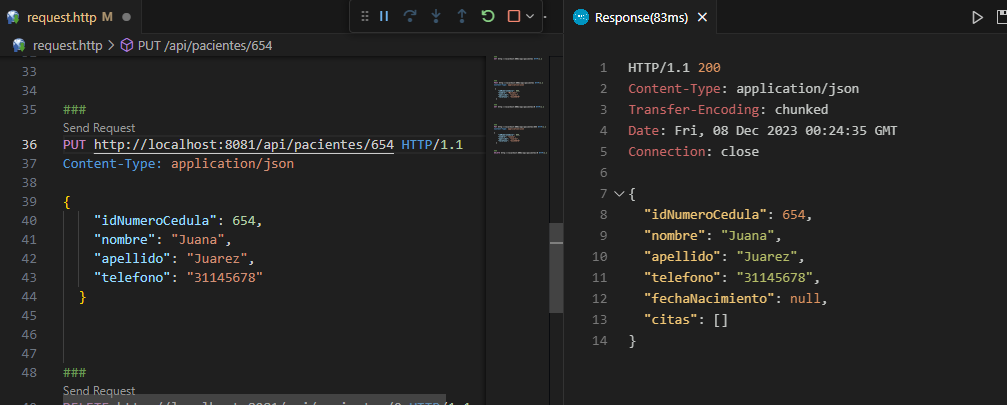 request.http M
request.http > PUT /api/pacientes/654
33
34
35 ###
Send Request
36 PUT http://localhost:8081/api/pacientes/654 HTTP/1.1
37 Content-Type: application/json
38
39 {
40 "idNumeroCedula": 654,
41 "nombre": "Juana",
42 "apellido": "Juarez",
43 "telefono": "31145678"
44 }
45
46
47
48 ###
Send Request
Response(83ms)
1 HTTP/1.1 200
2 Content-Type: application/json
3 Transfer-Encoding: chunked
4 Date: Fri, 08 Dec 2023 00:24:35 GMT
5 Connection: close
6
7 {
8 "idNumeroCedula": 654,
9 "nombre": "Juana",
10 "apellido": "Juarez",
11 "telefono": "31145678",
12 "fechaNacimiento": null,
13 "citas": []
14 }